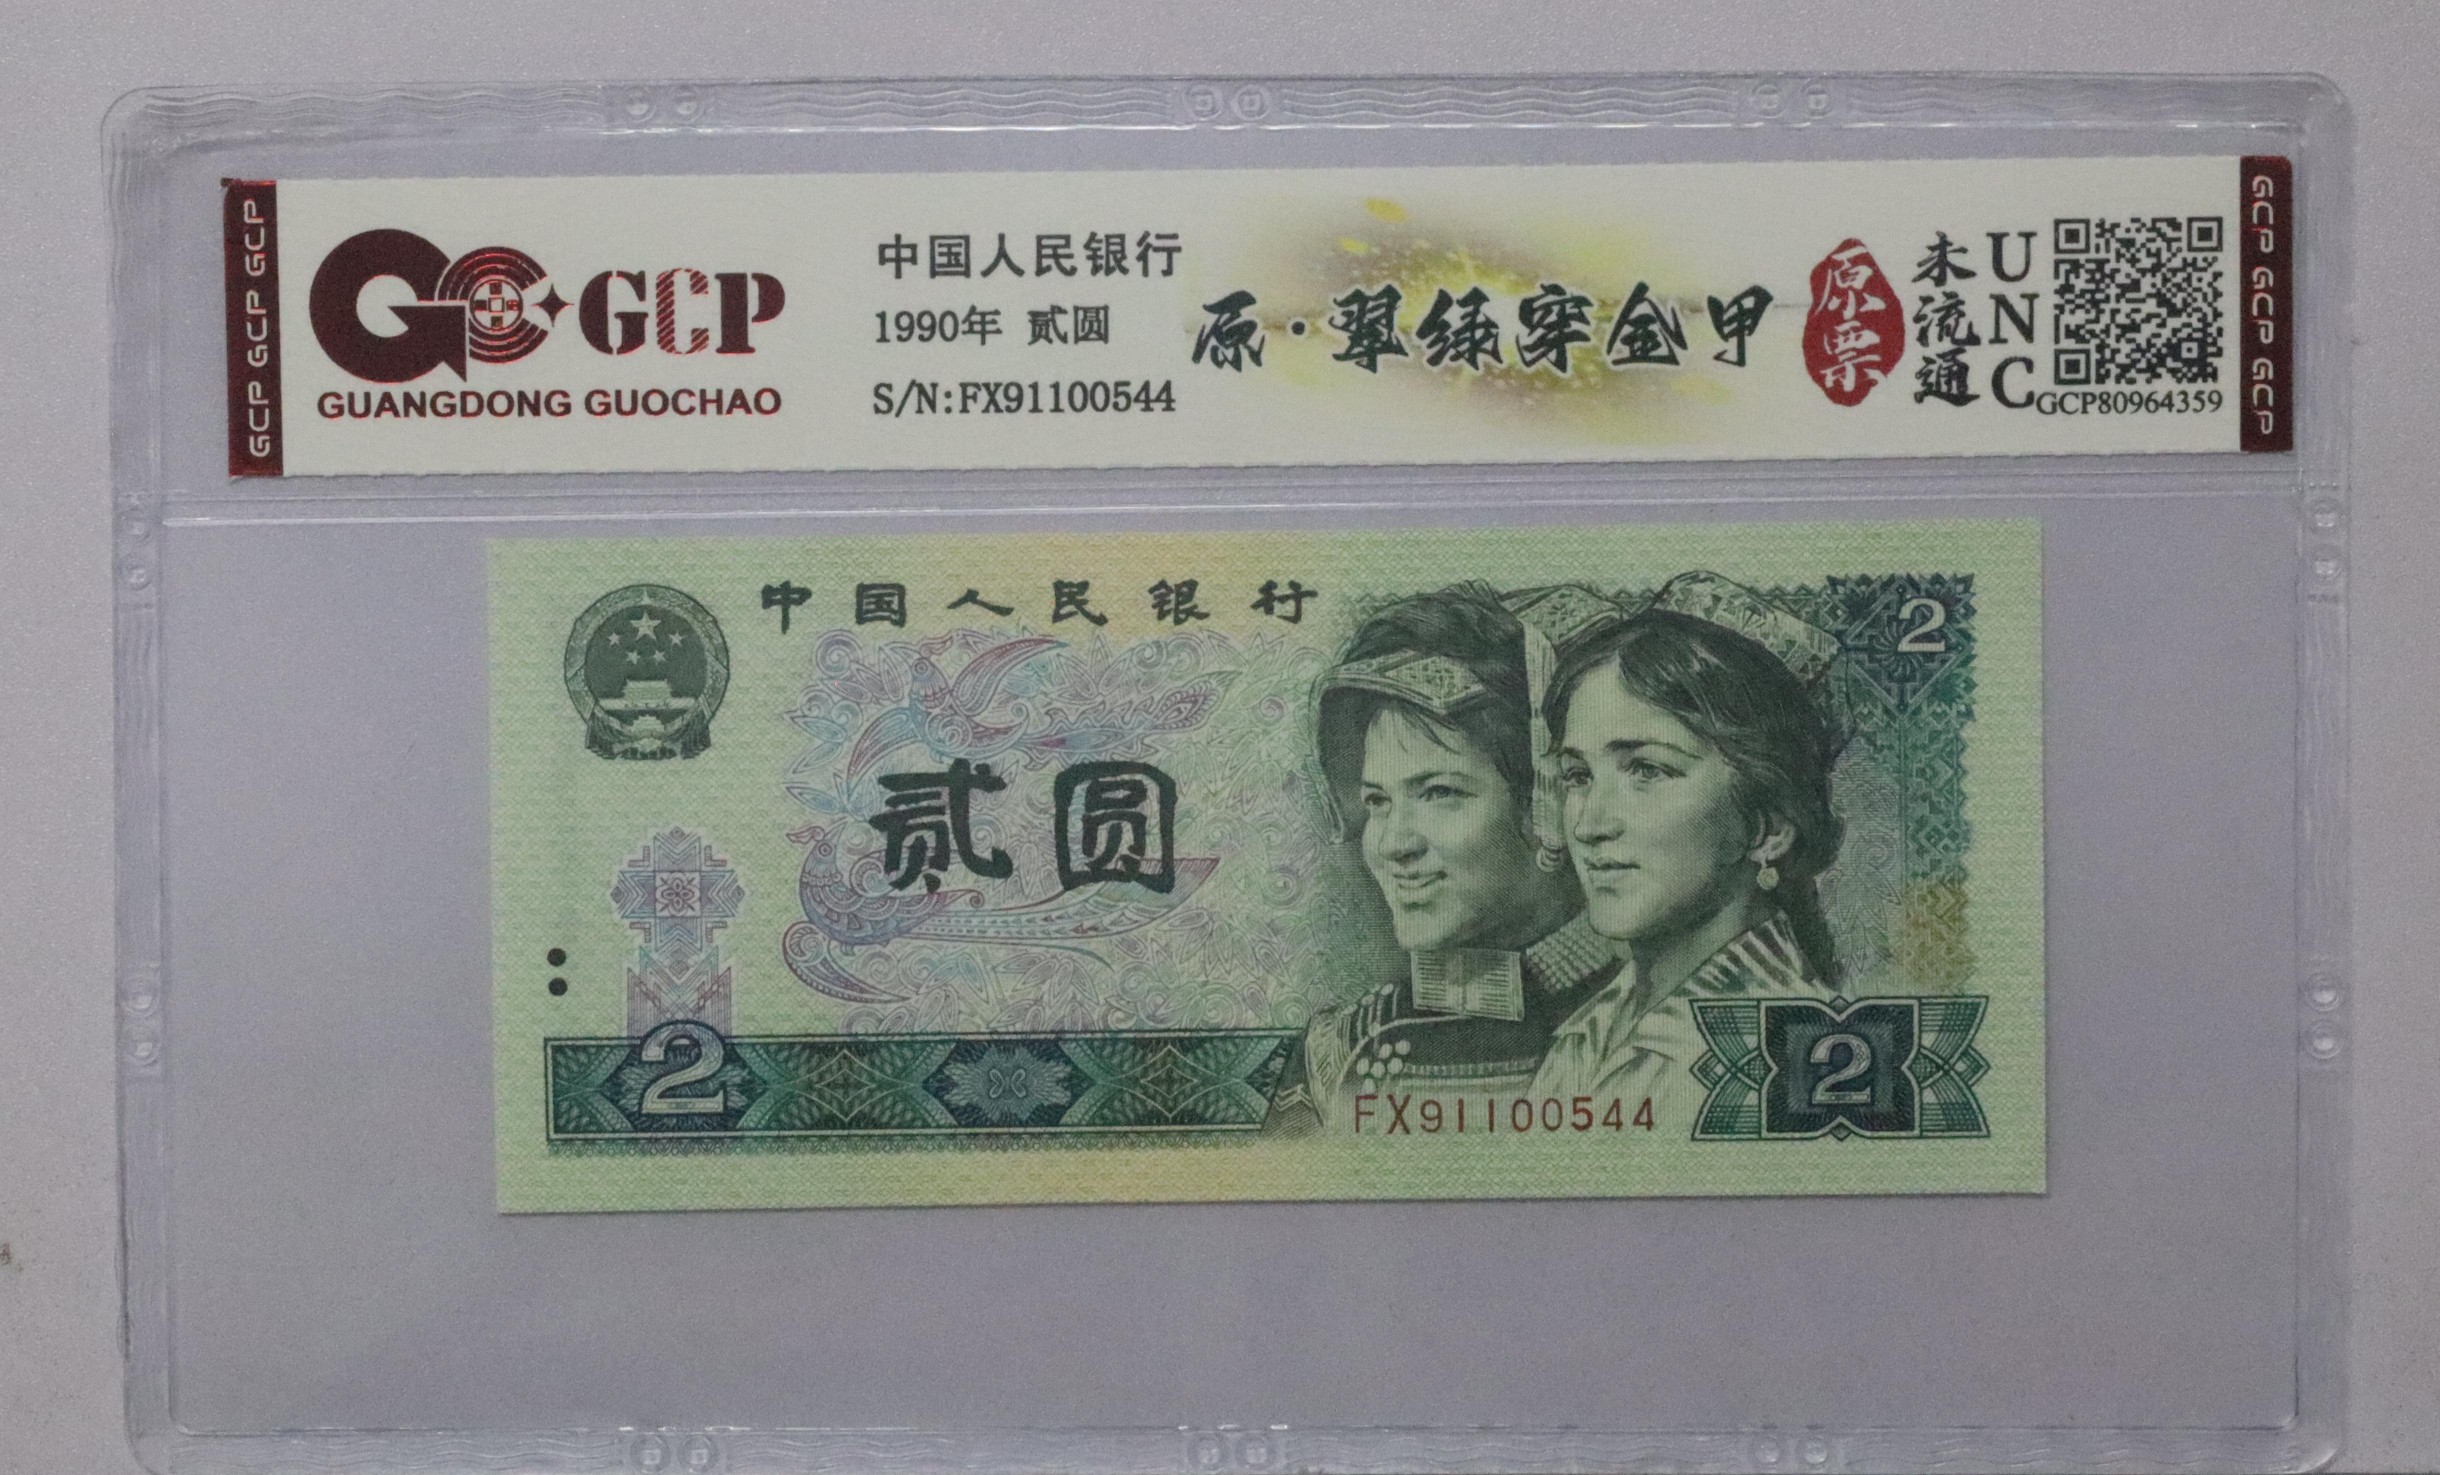 GCP GCP GCP
GCP
GUANGDONG GUOCHAO
中国人民银行
1990年 贰圆
S/N:FX91100544
原·翠绿穿金甲
原票
未流通
UNC
GCP80964359
GCP GCP GCP
中国人民银行
2
贰圆
2
FX91100544
2